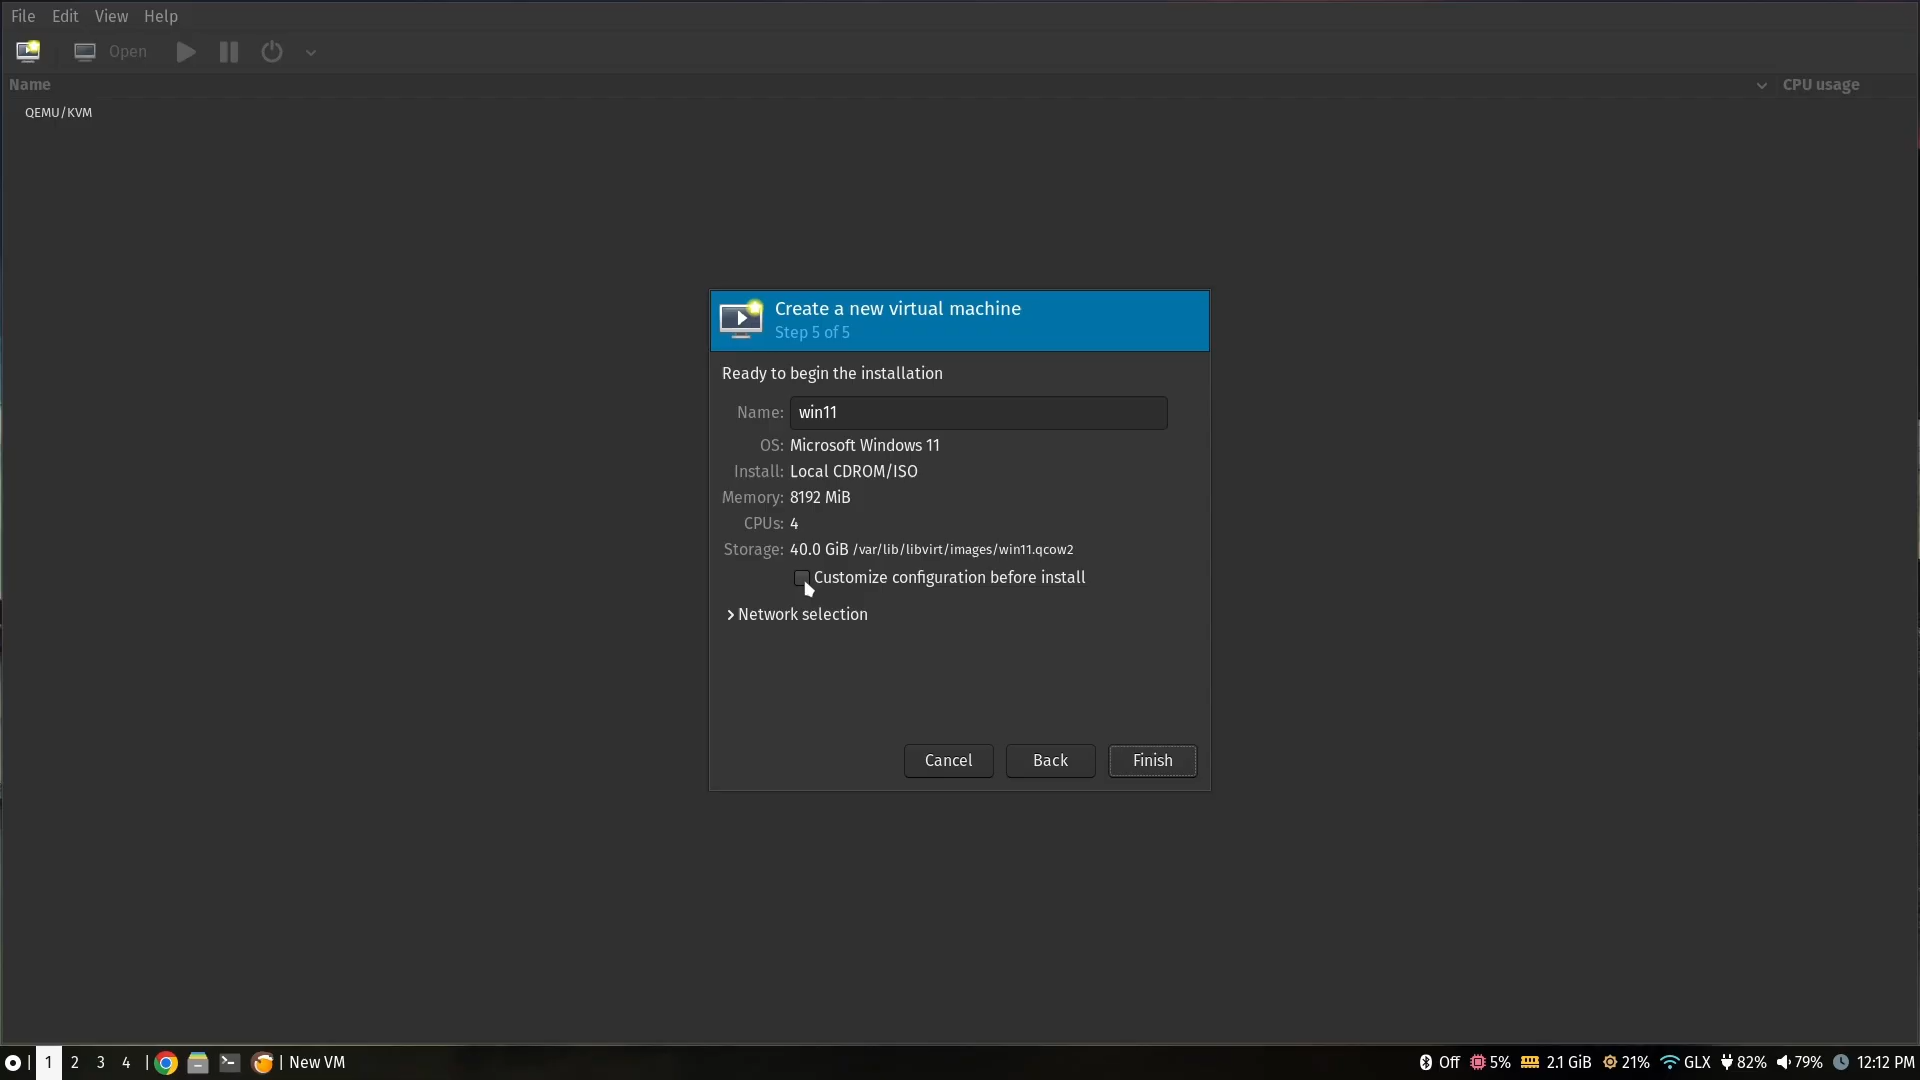 File Edit View Help
Open
Name CPU usage
QEMU/KVM
Create a new virtual machine
Step 5 of 5
Ready to begin the installation
Name: win11
OS: Microsoft Windows 11
Install: Local CDROM/ISO
Memory: 8192 MiB
CPUs: 4
Storage: 40.0 GiB /var/lib/libvirt/images/win11.qcow2
Customize configuration before install
Network selection
Cancel Back Finish
| 1 2 3 4 | | New VM Off 5% 2.1 GiB 21% GLX 82% 79% 12:12 PM